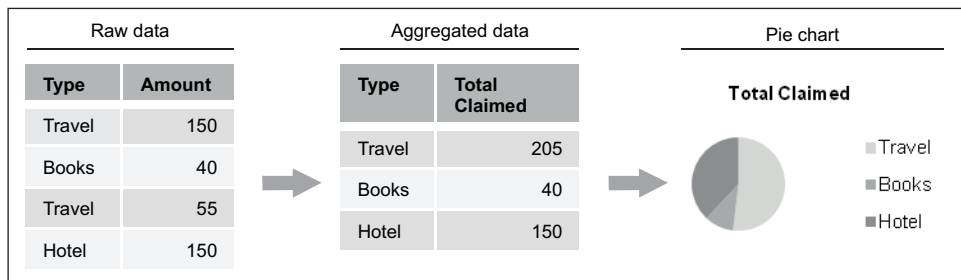 Raw data
Type Amount
Travel 150
Books 40
Travel 55
Hotel 150
Aggregated data
Type Total
Claimed
Travel 205
Books 40
Hotel 150
Pie chart
Total Claimed
Travel
Books
Hotel